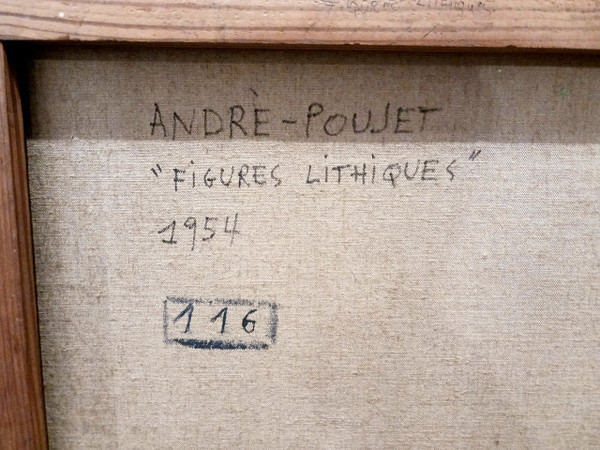 ANDRÈ-POUJET
"FiGURES LiTHiQUES"
1954
116